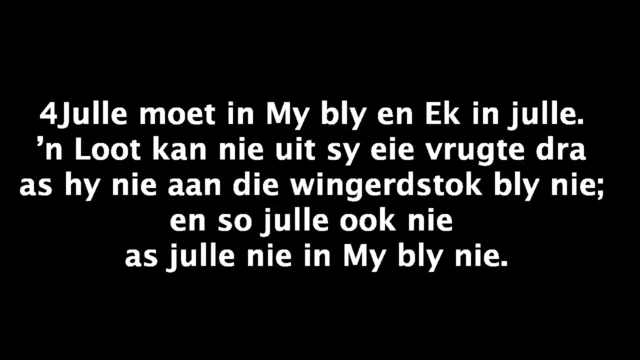 4Julle moet in My bly en Ek in julle.
’n Loot kan nie uit sy eie vrugte dra
as hy nie aan die wingerdstok bly nie;
en so julle ook nie
as julle nie in My bly nie.